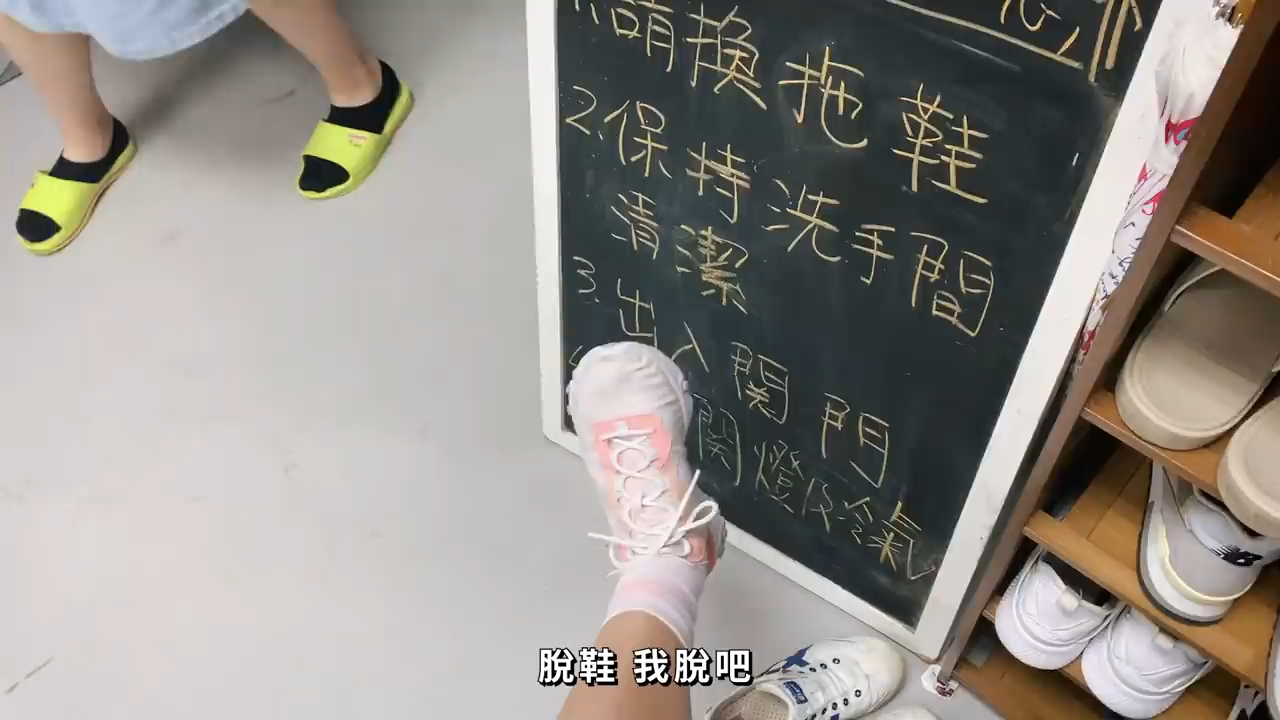 請換拖鞋
2.保持洗手間
清潔
3.出入關門
關燈及冷氣
脫鞋 我脫吧